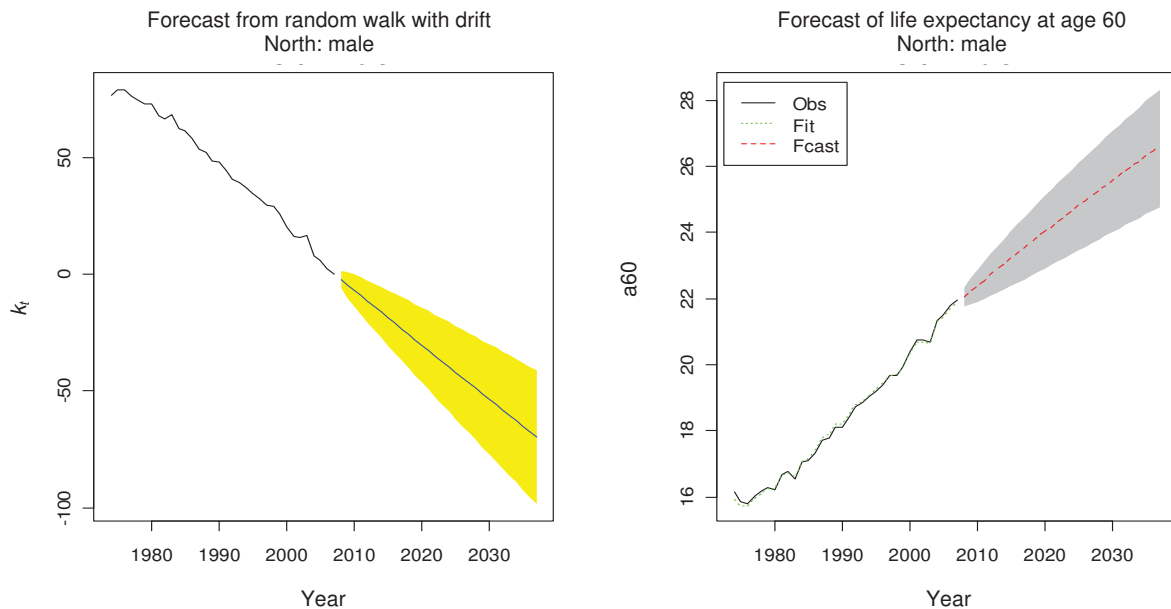 Forecast from random walk with drift
North: male
50
0
-50
-100
kt
1980 1990 2000 2010 2020 2030
Year
Forecast of life expectancy at age 60
North: male
Obs
Fit
Fcast
28
26
24
22
20
18
16
a60
1980 1990 2000 2010 2020 2030
Year